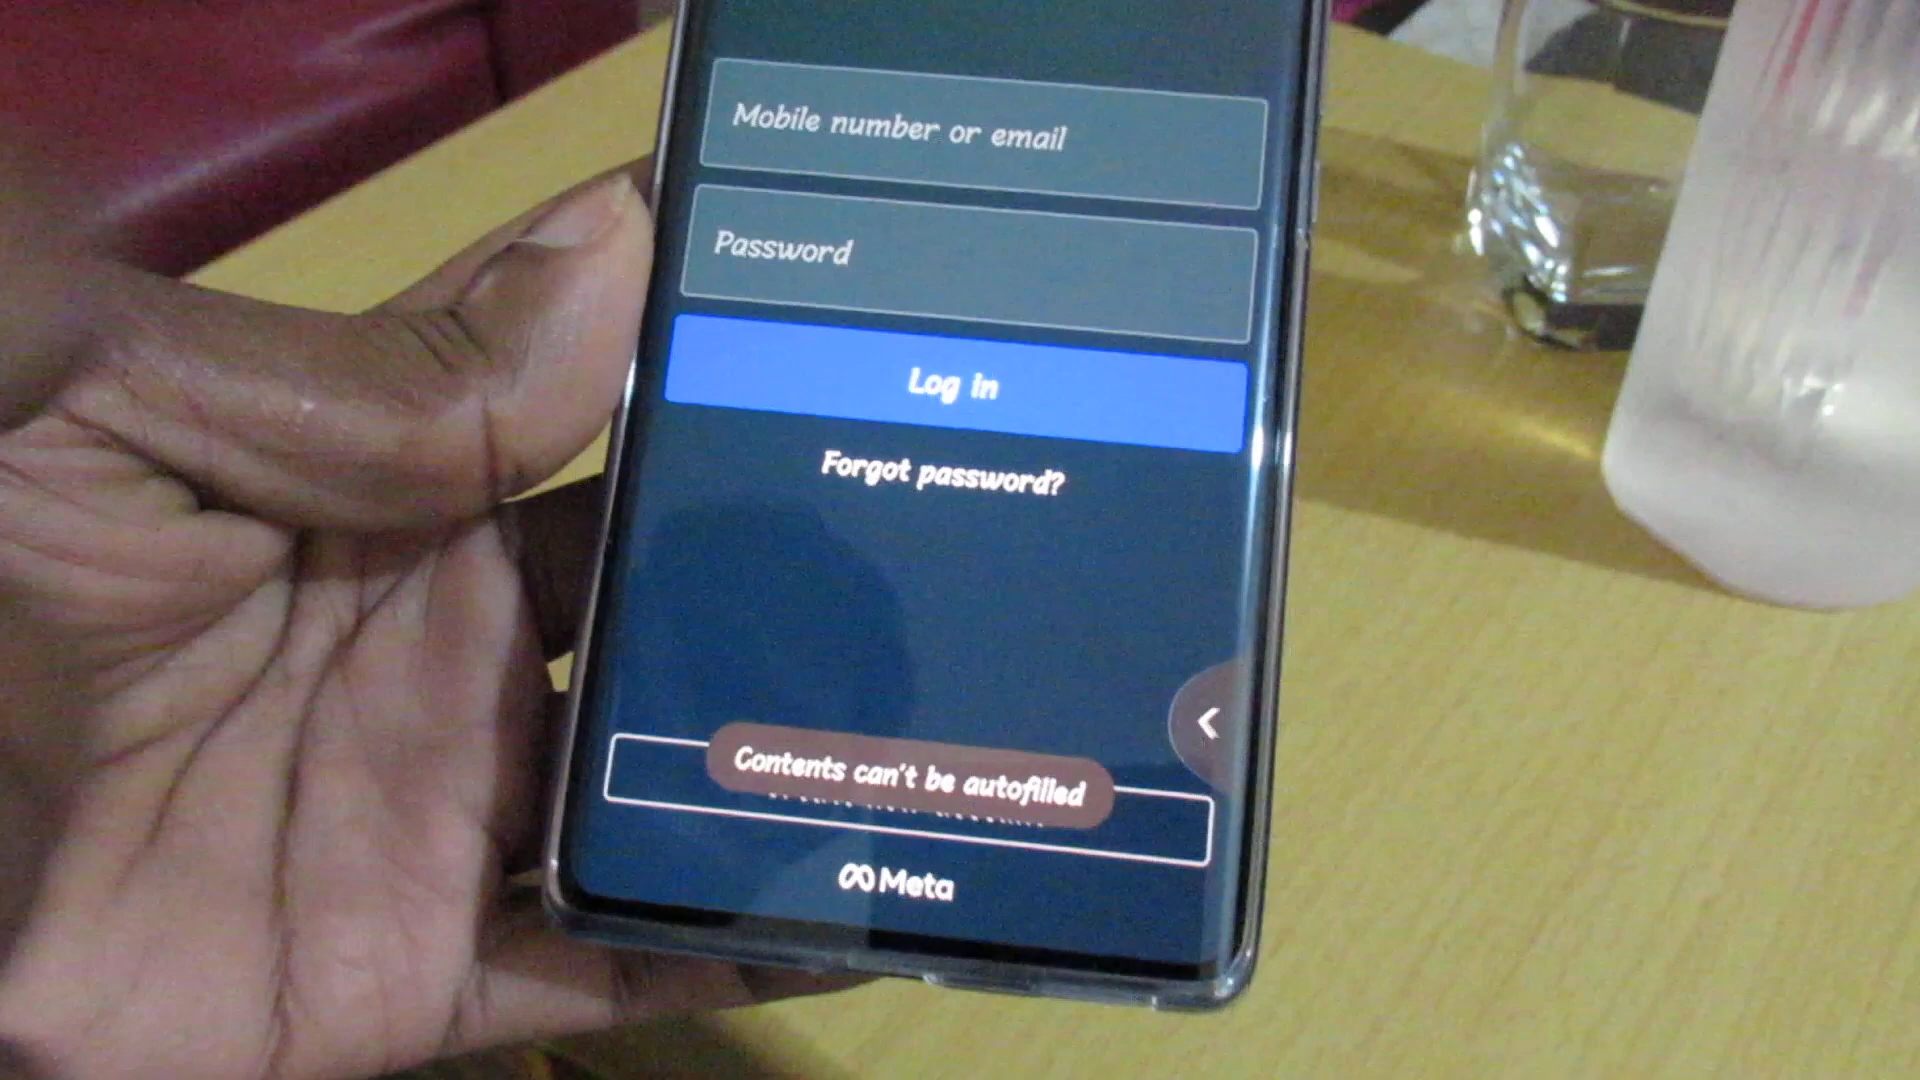 Mobile number or email
Password
Log in
Forgot password?
Contents can't be autofilled
Meta